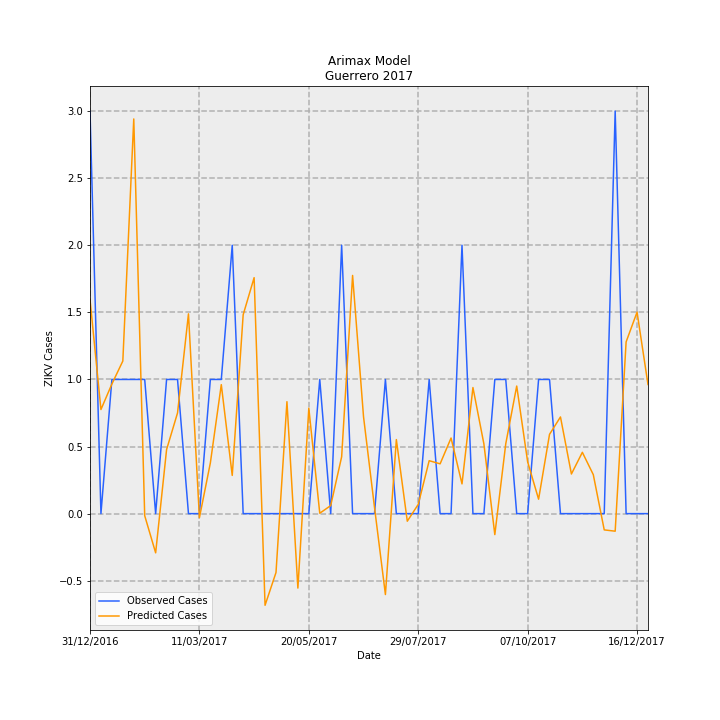 Arimax Model
Guerrero 2017
3.0
2.5
2.0
1.5
1.0
0.5
0.0
−0.5
ZIKV Cases
Observed Cases
Predicted Cases
31/12/2016 11/03/2017 20/05/2017 29/07/2017 07/10/2017 16/12/2017
Date